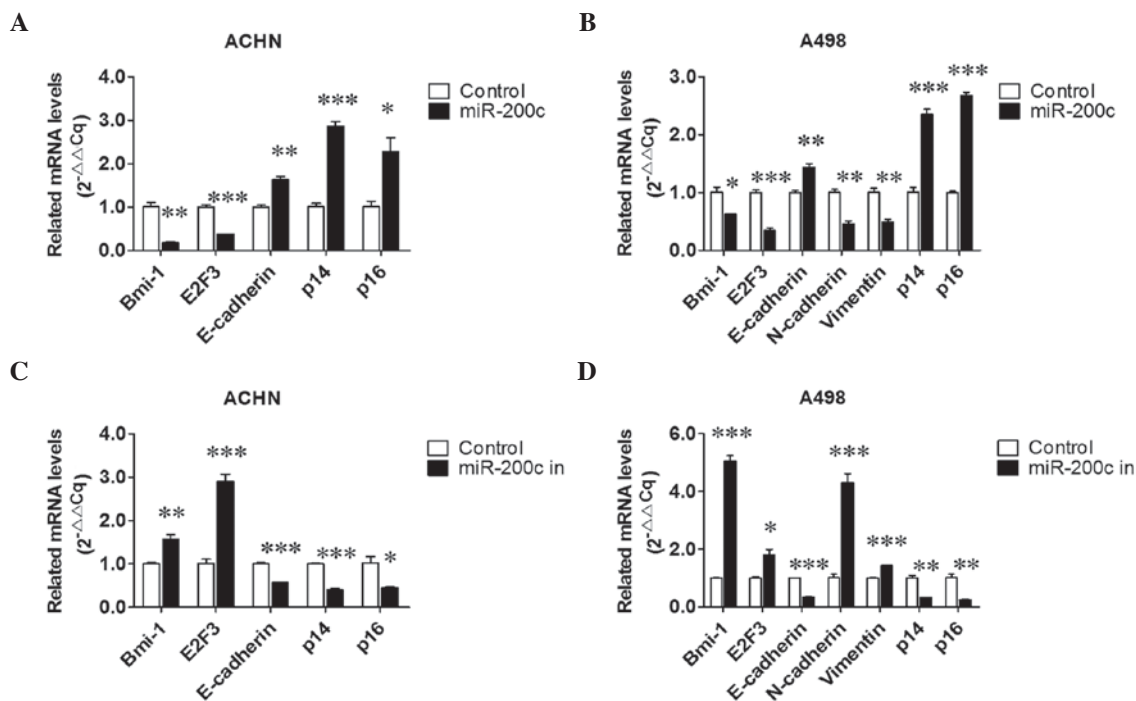 A
ACHN
Related mRNA levels
(2-△△Cq)
4.0
3.0
2.0
1.0
0.0
** *** ** *** *
Control
miR-200c
Bmi-1
E2F3
E-cadherin
p14
p16
B
A498
Related mRNA levels
(2-△△Cq)
3.0
2.0
1.0
0.0
* *** ** ** ** *** ***
Control
miR-200c
Bmi-1
E2F3
E-cadherin
N-cadherin
Vimentin
p14
p16
C
ACHN
Related mRNA levels
(2-△△Cq)
4.0
3.0
2.0
1.0
0.0
** *** *** *** *
Control
miR-200c in
Bmi-1
E2F3
E-cadherin
p14
p16
D
A498
Related mRNA levels
(2-△△Cq)
6.0
4.0
2.0
0.0
*** * *** *** *** ** **
Control
miR-200c in
Bmi-1
E2F3
E-cadherin
N-cadherin
Vimentin
p14
p16